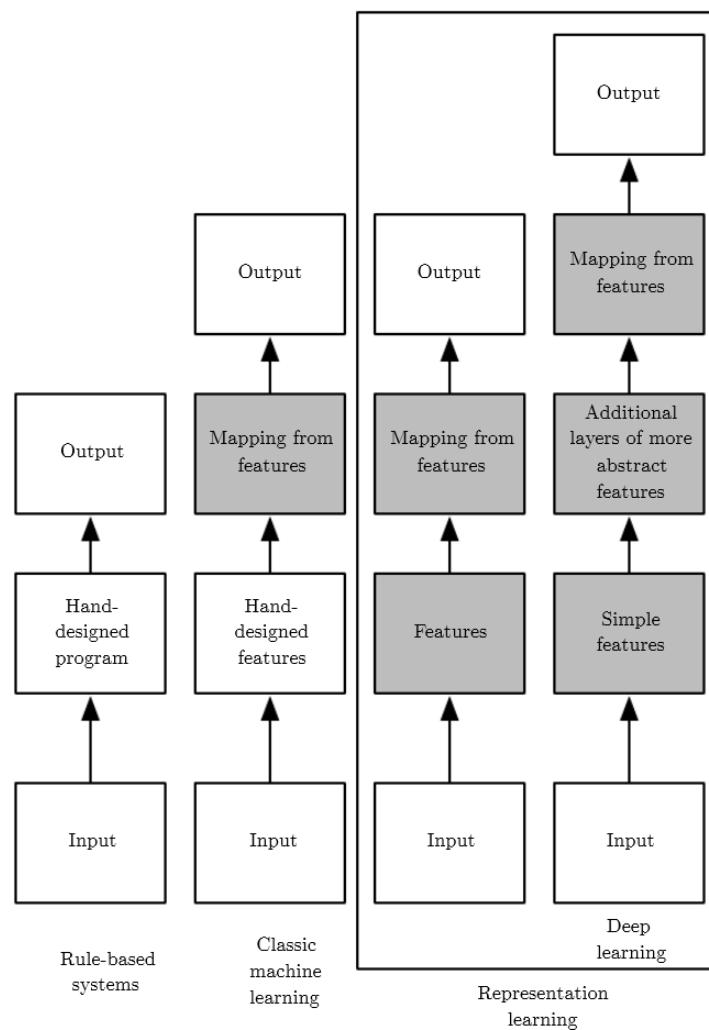 Output
Output
Output
Mapping from
features
Output
Mapping from
features
Mapping from
features
Additional
layers of more
abstract
features
Hand-
designed
program
Hand-
designed
features
Features
Simple
features
Input
Input
Input
Input
Rule-based
systems
Classic
machine
learning
Representation
learning
Deep
learning